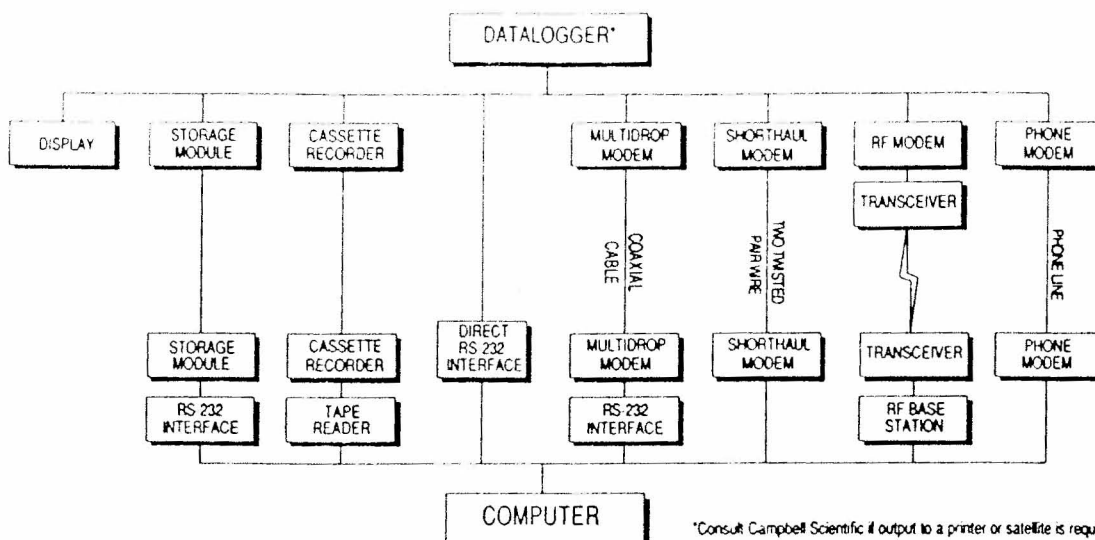 DATALOGGER*
DISPLAY
STORAGE
MODULE
CASSETTE
RECORDER
MULTIDROP
MODEM
SHORTHAUL
MODEM
RF MODEM
PHONE
MODEM
TRANSCEIVER
COAXIAL
CABLE
TWO TWISTED
PAIR WIRE
PHONE LINE
STORAGE
MODULE
CASSETTE
RECORDER
DIRECT
RS 232
INTERFACE
MULTIDROP
MODEM
SHORTHAUL
MODEM
TRANSCEIVER
PHONE
MODEM
RS 232
INTERFACE
TAPE
READER
RS-232
INTERFACE
RF BASE
STATION
COMPUTER
*Consult Campbell Scientific if output to a printer or satellite is requ